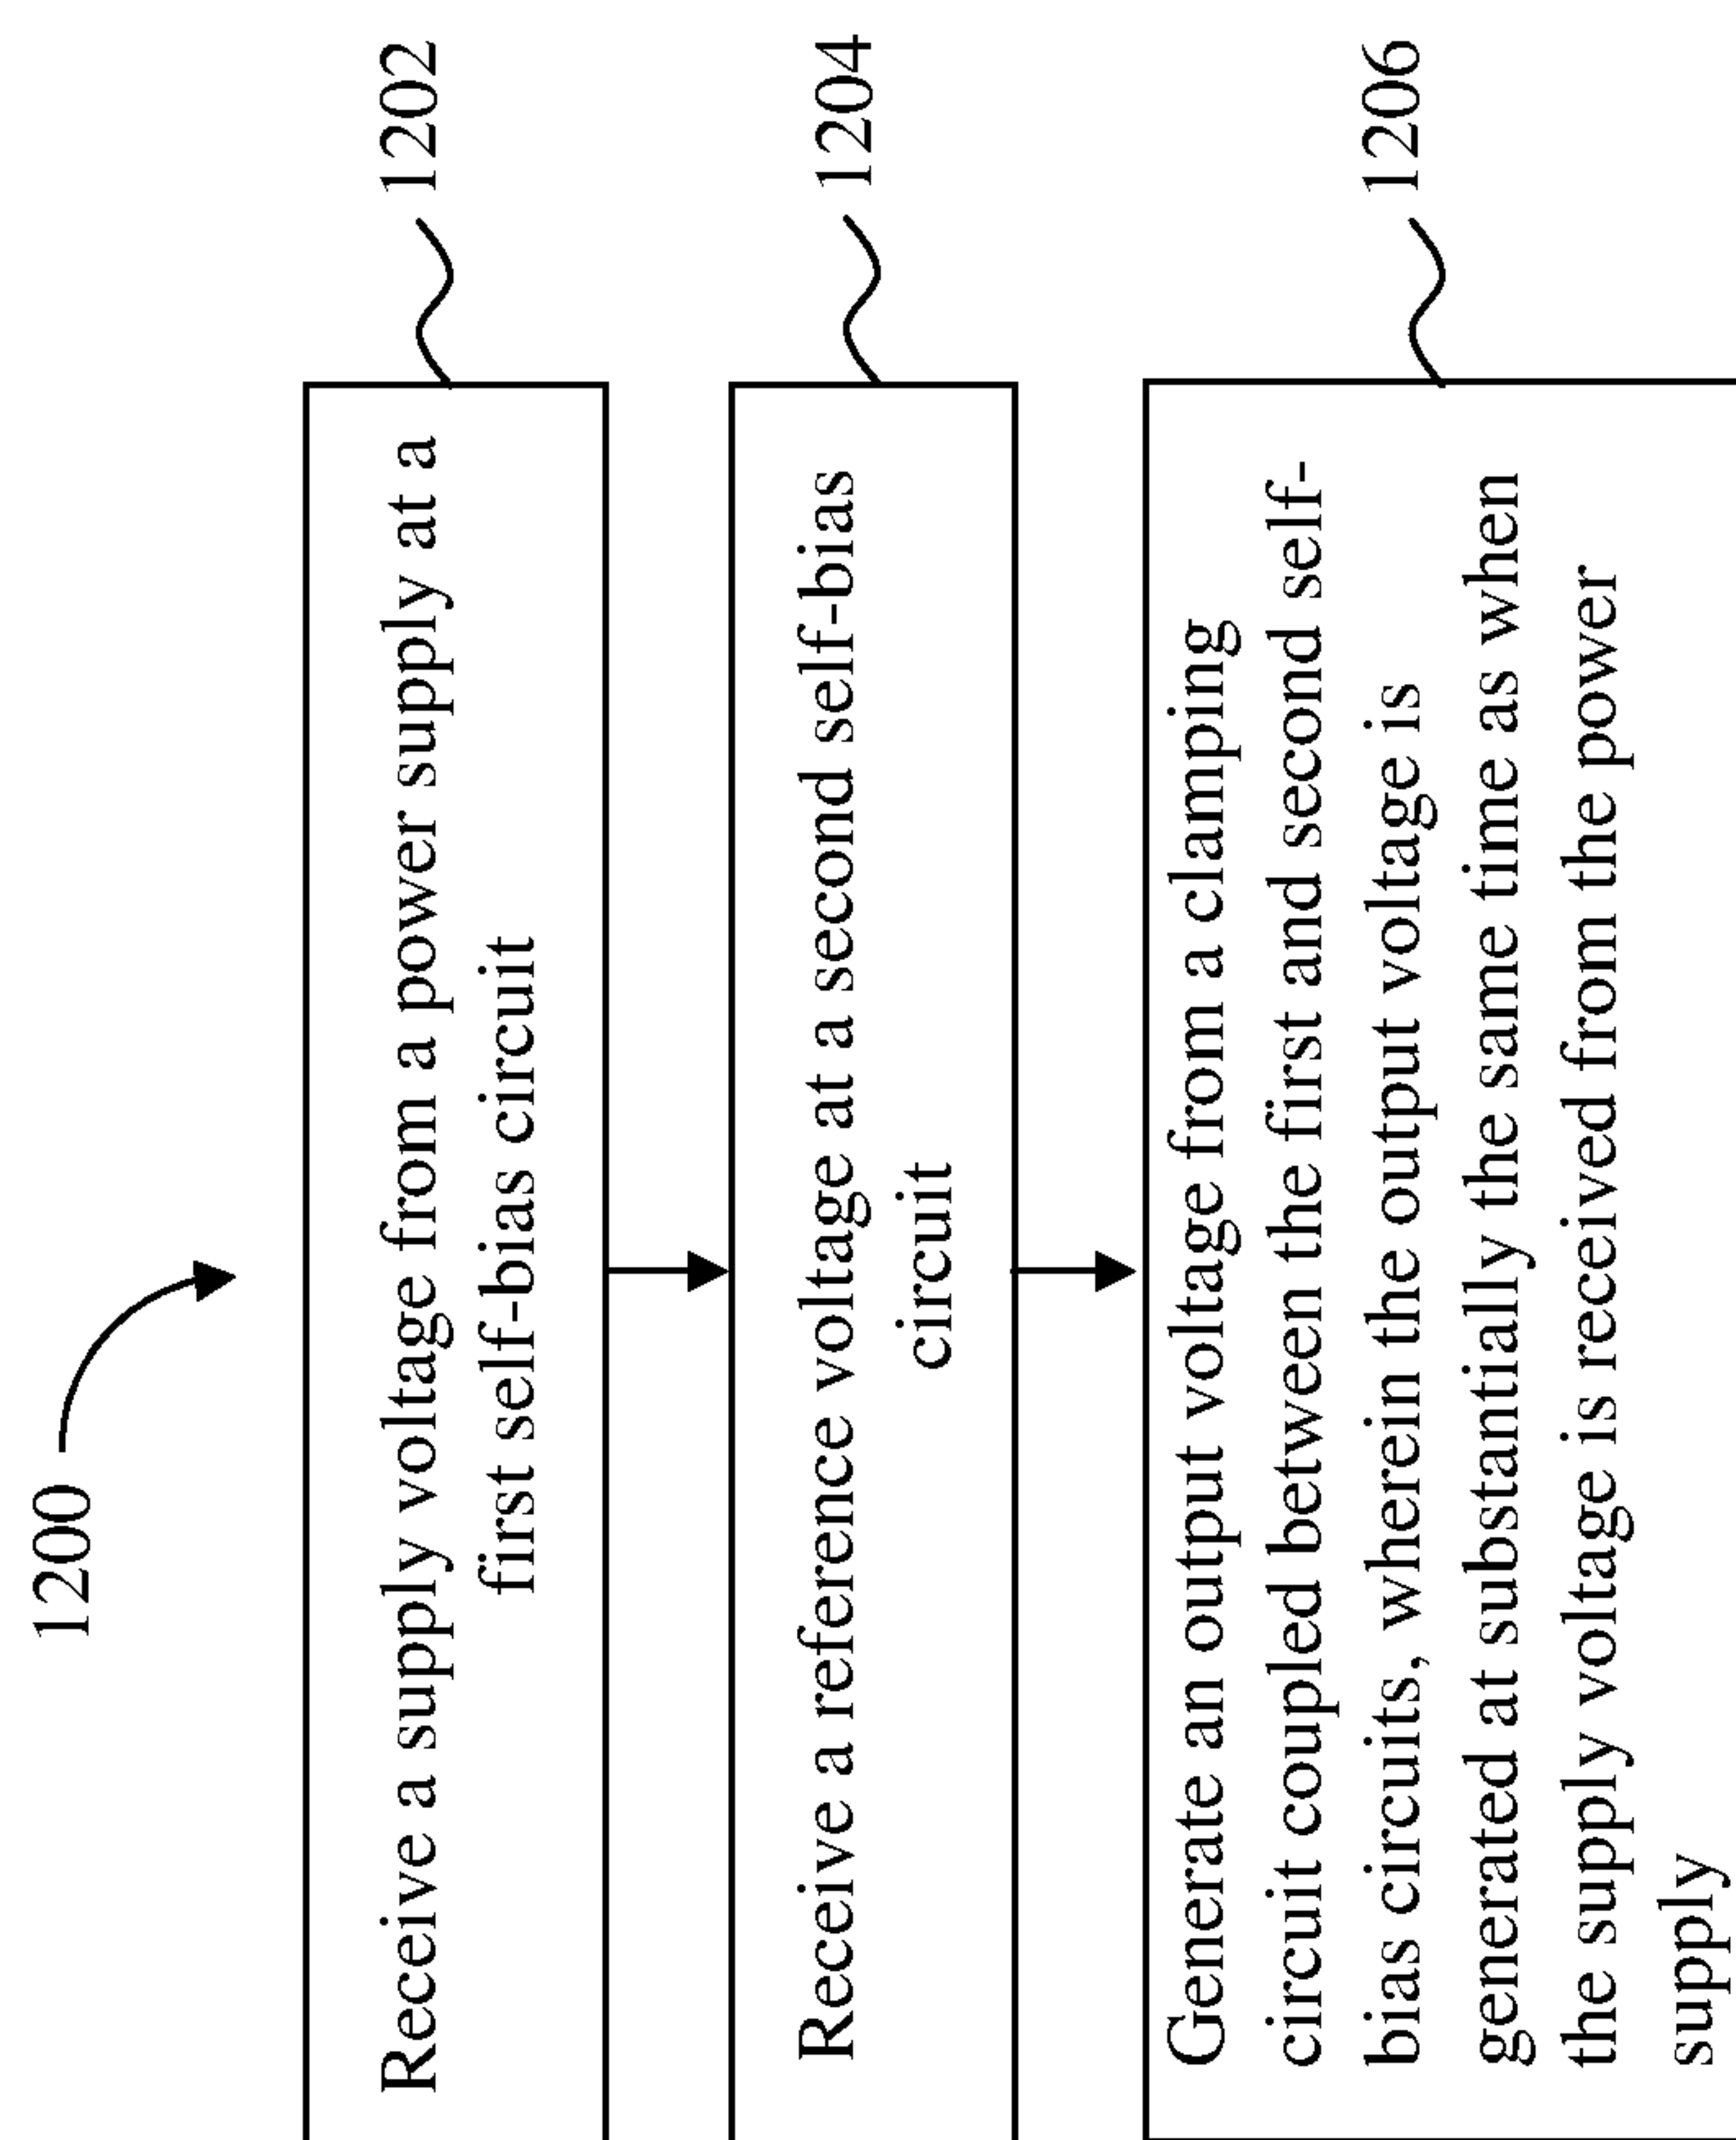 1200
Receive a supply voltage from a power supply at a
first self-bias circuit
1202
Receive a reference voltage at a second self-bias
circuit
1204
Generate an output voltage from a clamping
circuit coupled between the first and second self-
bias circuits, wherein the output voltage is
generated at substantially the same time as when
the supply voltage is received from the power
supply
1206